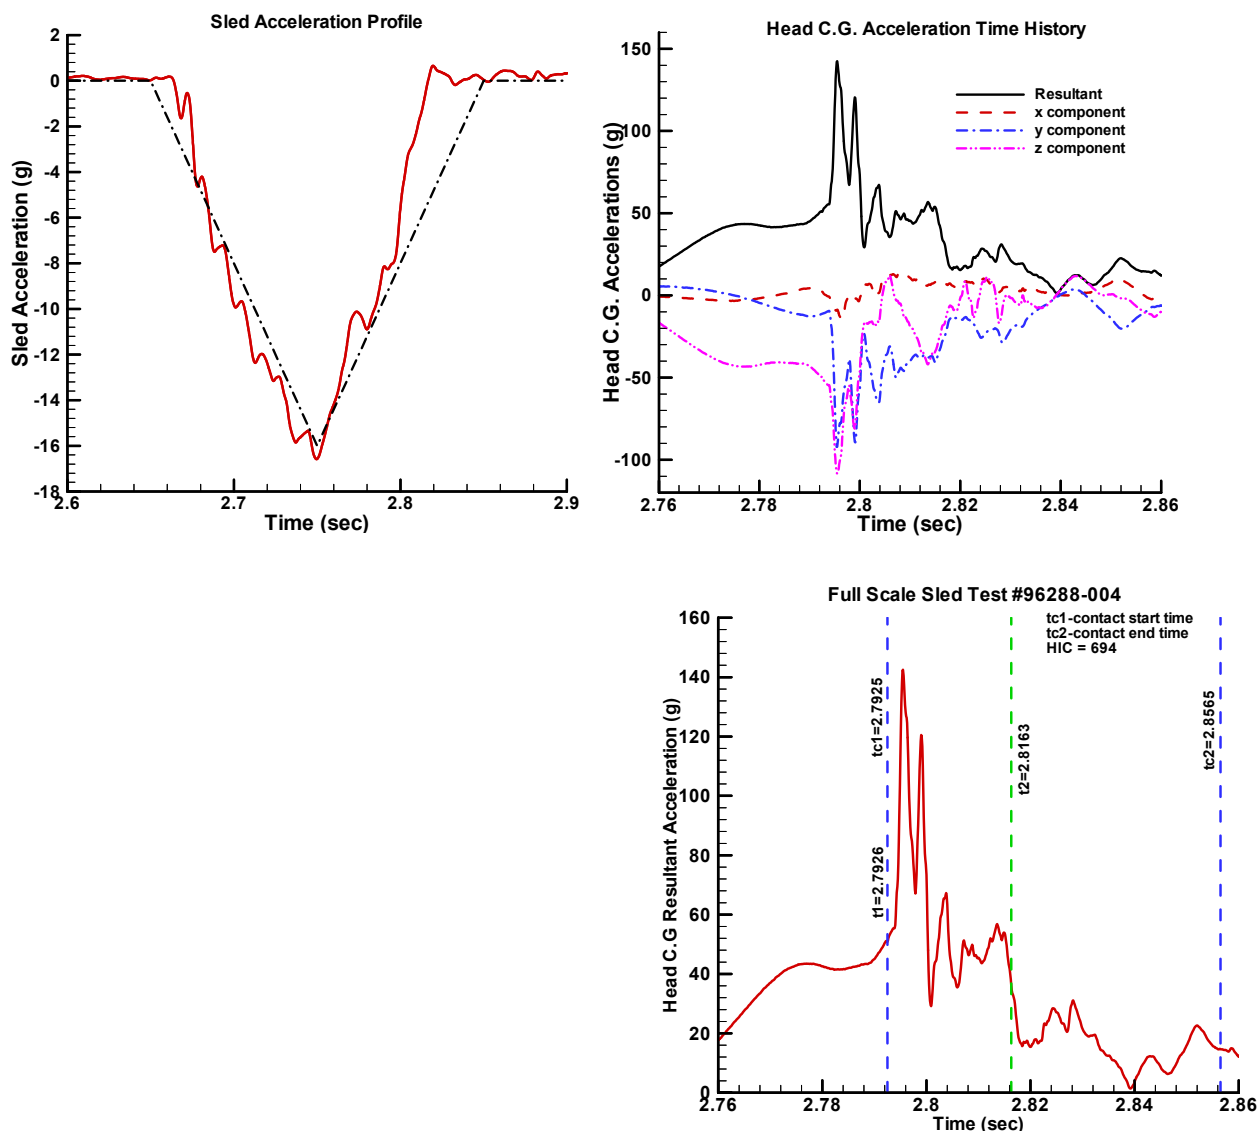 Sled Acceleration Profile
Sled Acceleration (g)
2
0
-2
-4
-6
-8
-10
-12
-14
-16
-18
2.6
2.7
2.8
2.9
Time (sec)
Head C.G. Acceleration Time History
Head C.G. Accelerations (g)
150
100
50
0
-50
-100
Resultant
x component
y component
z component
2.76
2.78
2.8
2.82
2.84
2.86
Time (sec)
Full Scale Sled Test #96288-004
tc1-contact start time
tc2-contact end time
HIC = 694
Head C.G Resultant Acceleration (g)
160
140
120
100
80
60
40
20
0
tc1=2.7925
t1=2.7926
t2=2.8163
tc2=2.8565
2.76
2.78
2.8
2.82
2.84
2.86
Time (sec)